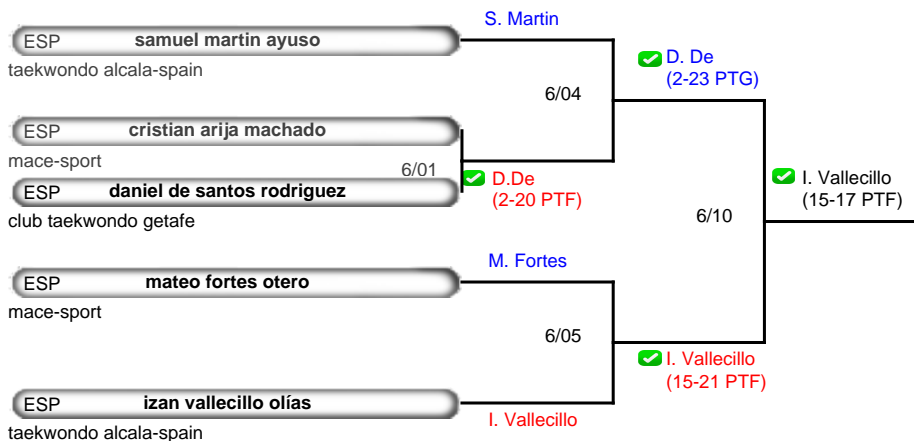 S. Martin
ESP samuel martin ayuso
taekwondo alcala-spain
D. De
(2-23 PTG)
6/04
ESP cristian arija machado
mace-sport
6/01
D.De
(2-20 PTF)
ESP daniel de santos rodriguez
club taekwondo getafe
I. Vallecillo
(15-17 PTF)
6/10
M. Fortes
ESP mateo fortes otero
mace-sport
6/05
I. Vallecillo
(15-21 PTF)
ESP izan vallecillo olías
I. Vallecillo
taekwondo alcala-spain